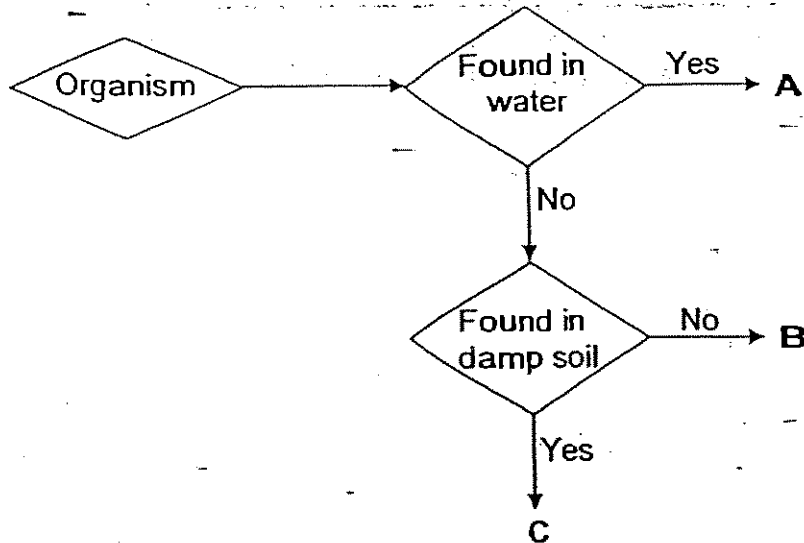 Organism
Found in
water
Yes
A
No
Found in
damp soil
No
B
Yes
C